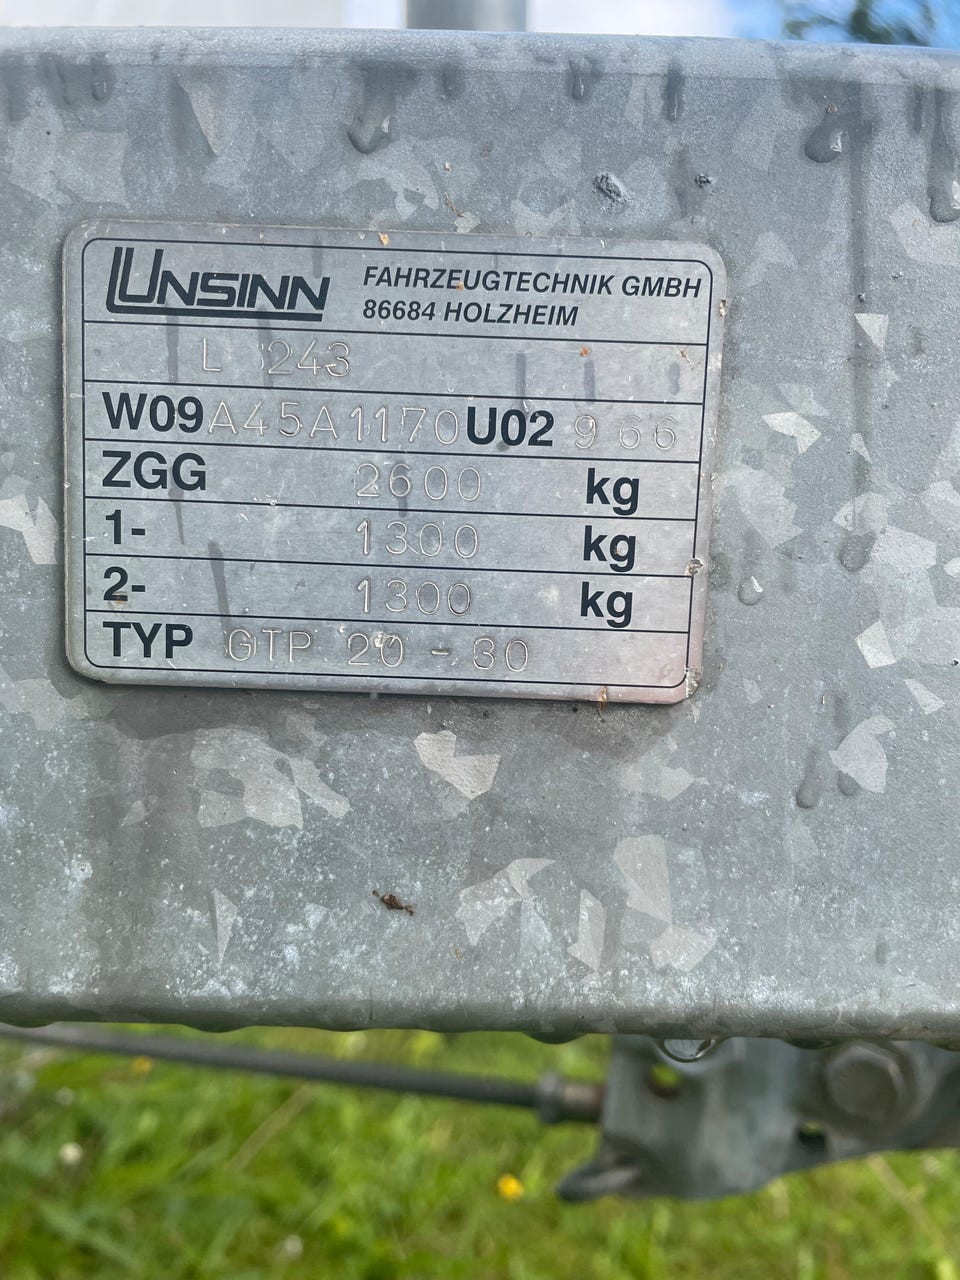 UNSINN FAHRZEUGTECHNIK GMBH
86684 HOLZHEIM
L 243
W09A45A1170U02966
ZGG 2600 kg
1- 1300 kg
2- 1300 kg
TYP GTP 20 - 30